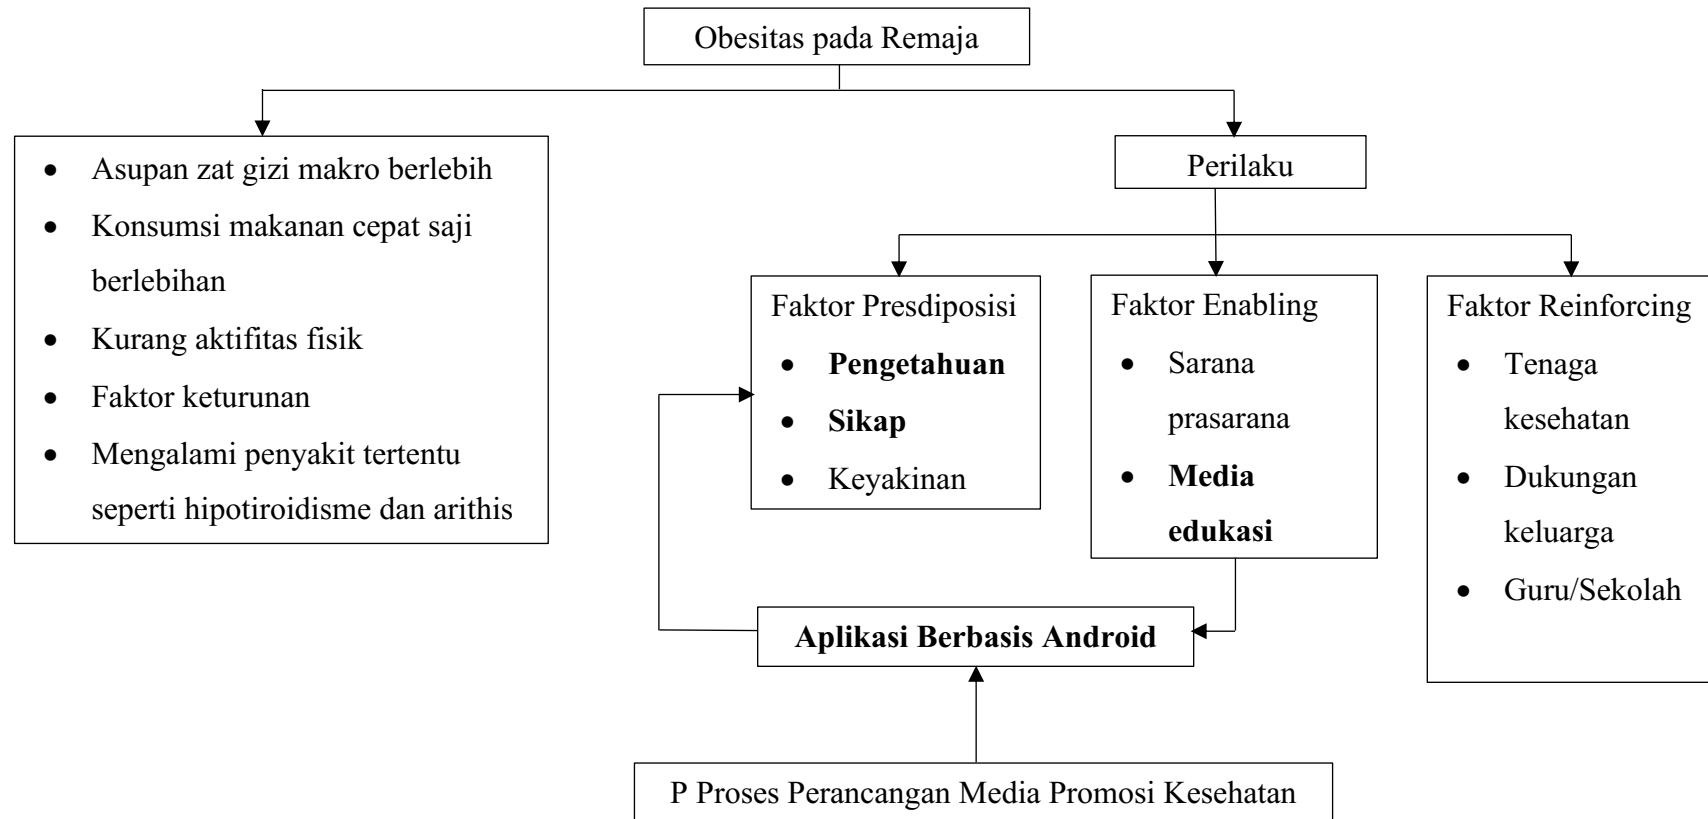 Obesitas pada Remaja
• Asupan zat gizi makro berlebih
• Konsumsi makanan cepat saji
berlebihan
• Kurang aktifitas fisik
• Faktor keturunan
• Mengalami penyakit tertentu
seperti hipotiroidisme dan arithis
Perilaku
Faktor Presdiposisi
• Pengetahuan
• Sikap
• Keyakinan
Faktor Enabling
• Sarana
prasarana
• Media
edukasi
Faktor Reinforcing
• Tenaga
kesehatan
• Dukungan
keluarga
• Guru/Sekolah
Aplikasi Berbasis Android
P Proses Perancangan Media Promosi Kesehatan